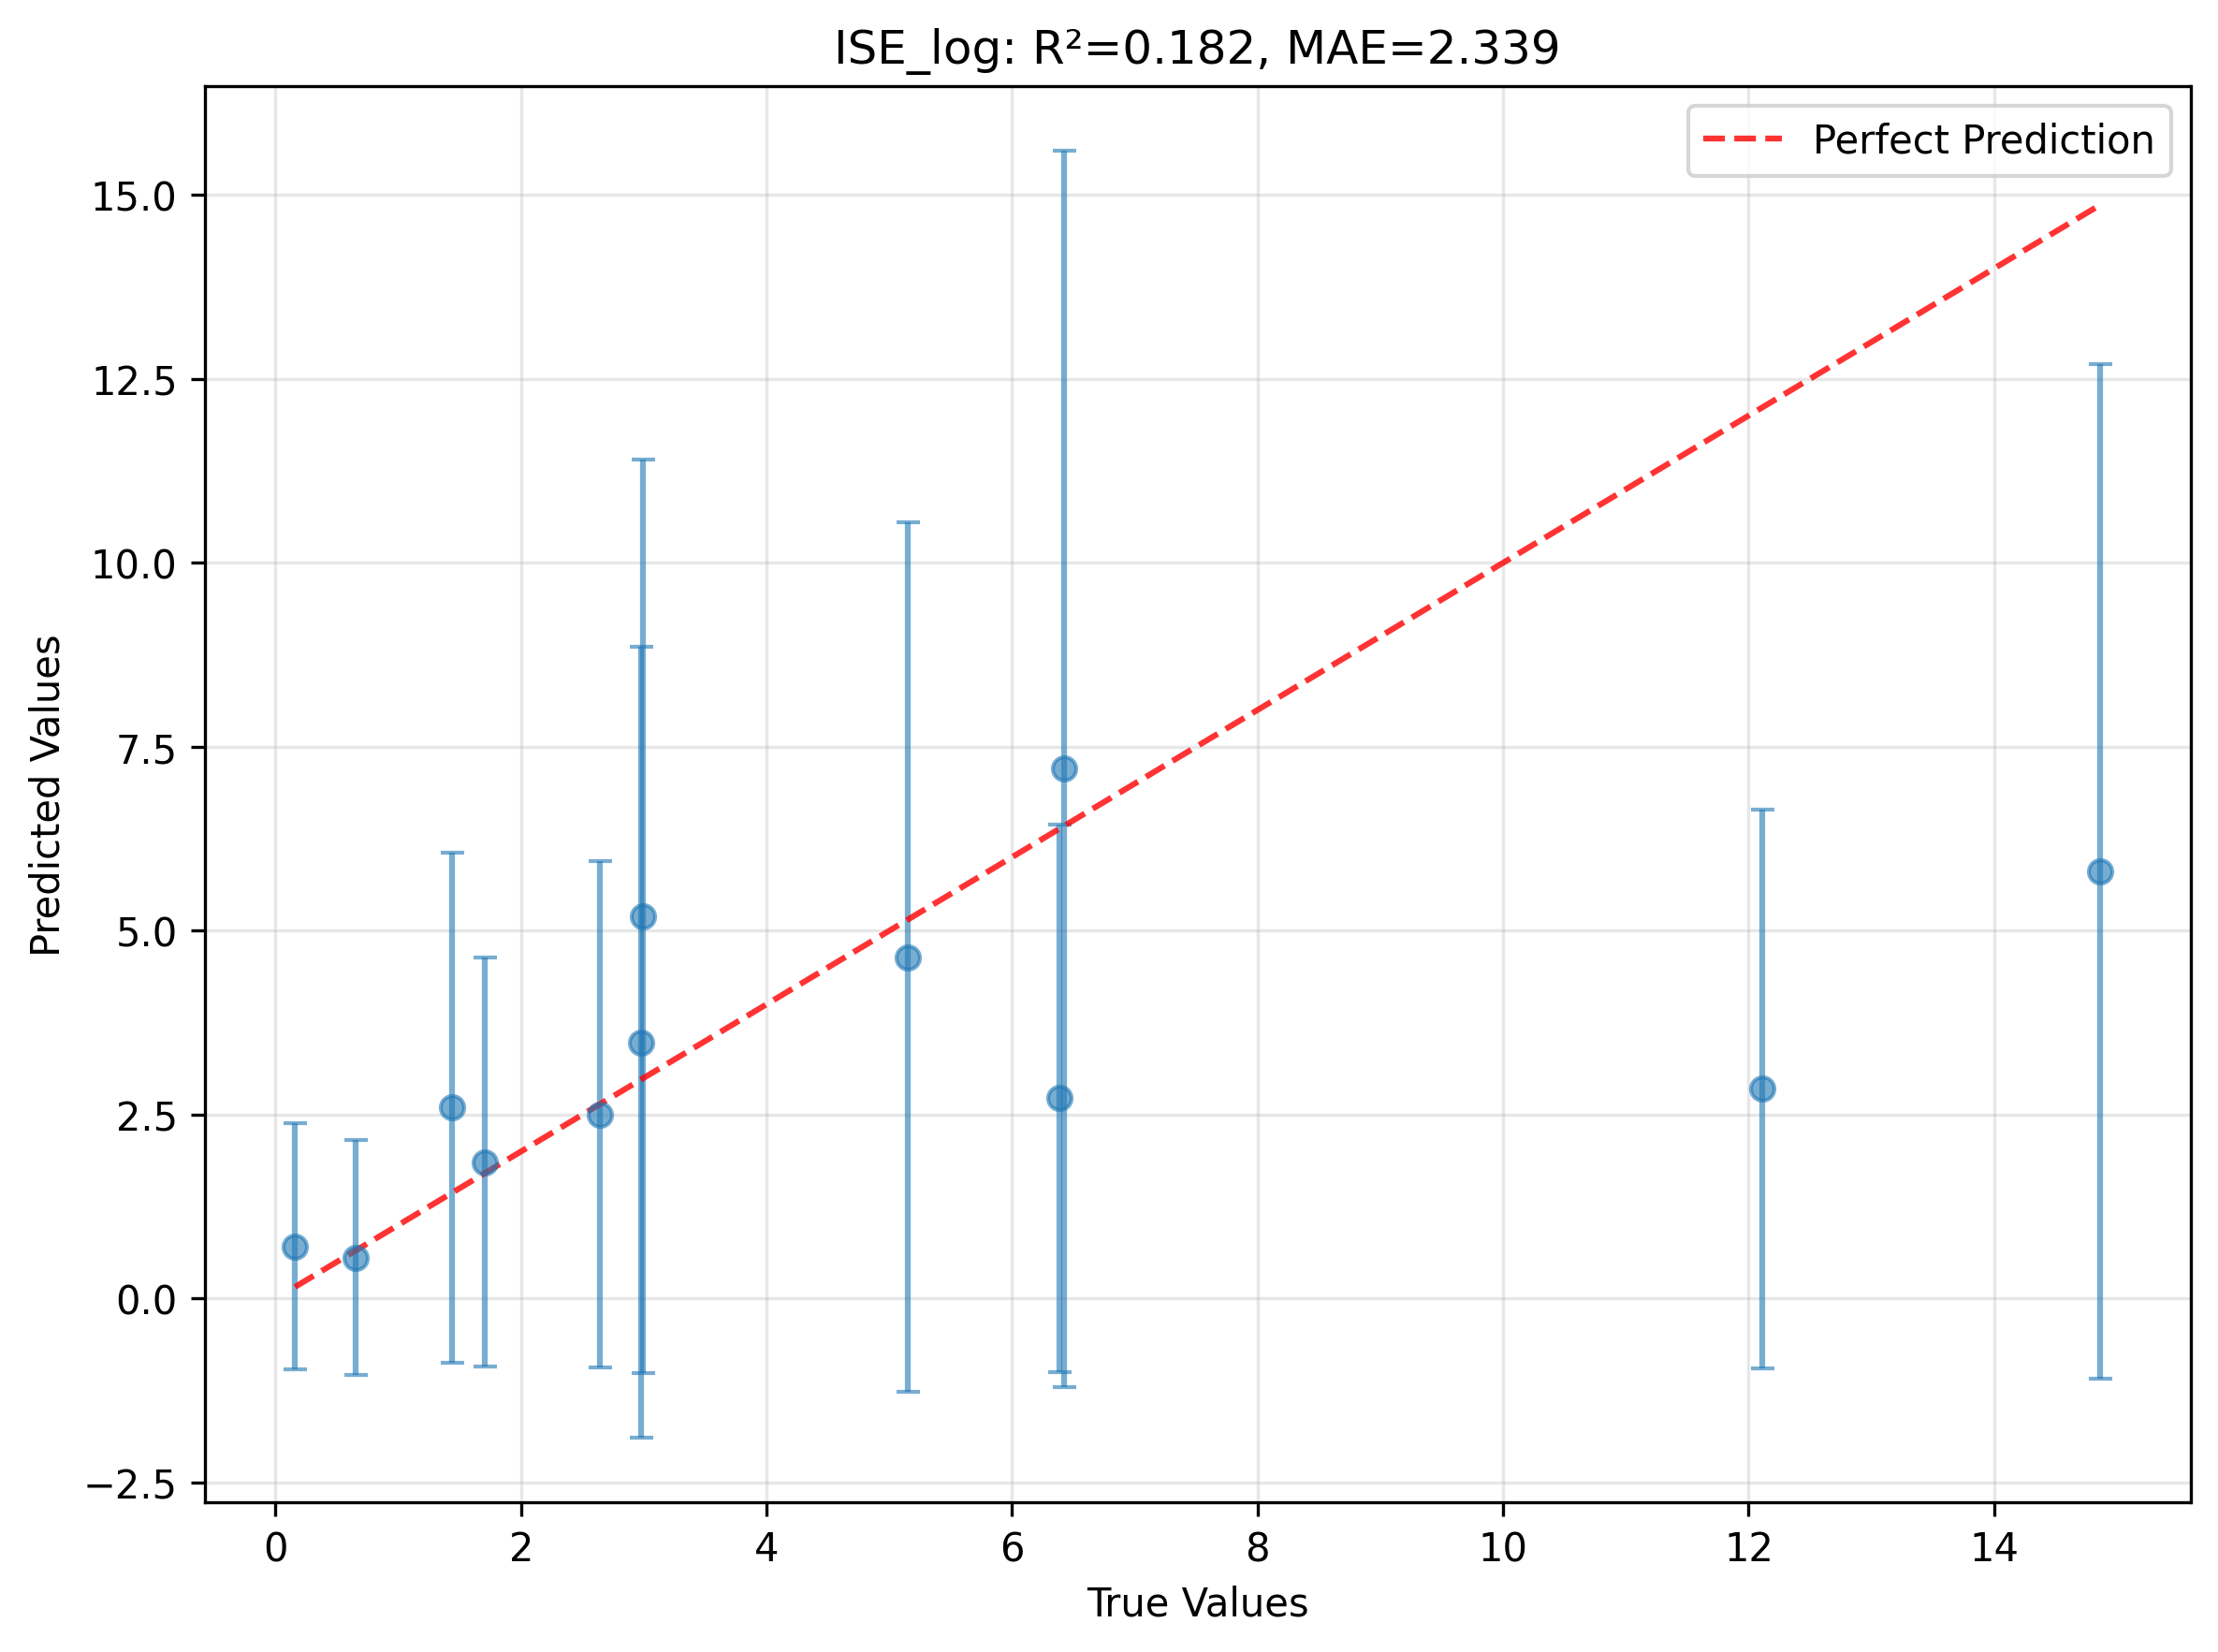 ISE_log: R²=0.182, MAE=2.339
Perfect Prediction
15.0
12.5
10.0
7.5
5.0
2.5
0.0
−2.5
Predicted Values
0 2 4 6 8 10 12 14
True Values